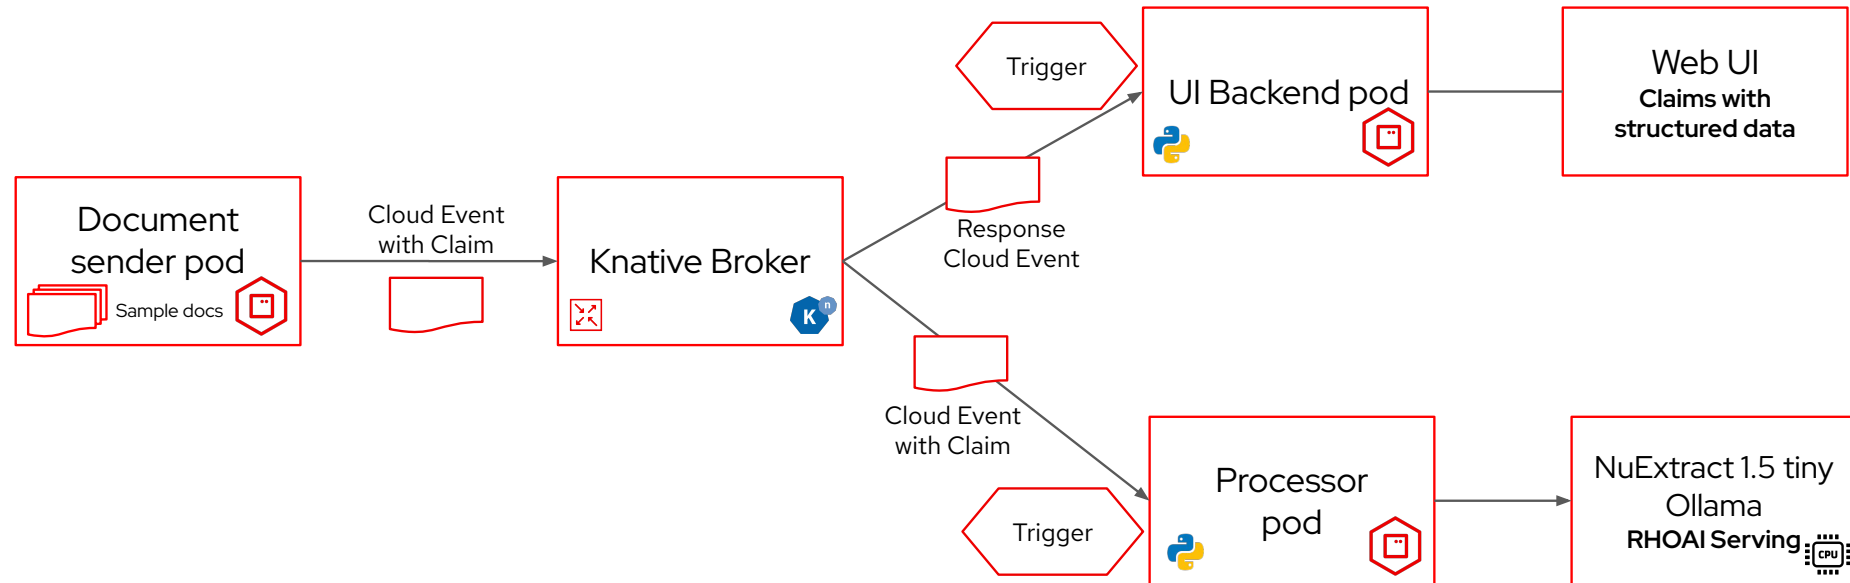 Trigger
UI Backend pod
Web UI
Claims with
structured data
Document
sender pod
Sample docs
Cloud Event
with Claim
Knative Broker
K
n
Response
Cloud Event
Cloud Event
with Claim
Trigger
Processor
pod
NuExtract 1.5 tiny
Ollama
RHOAI Serving
CPU